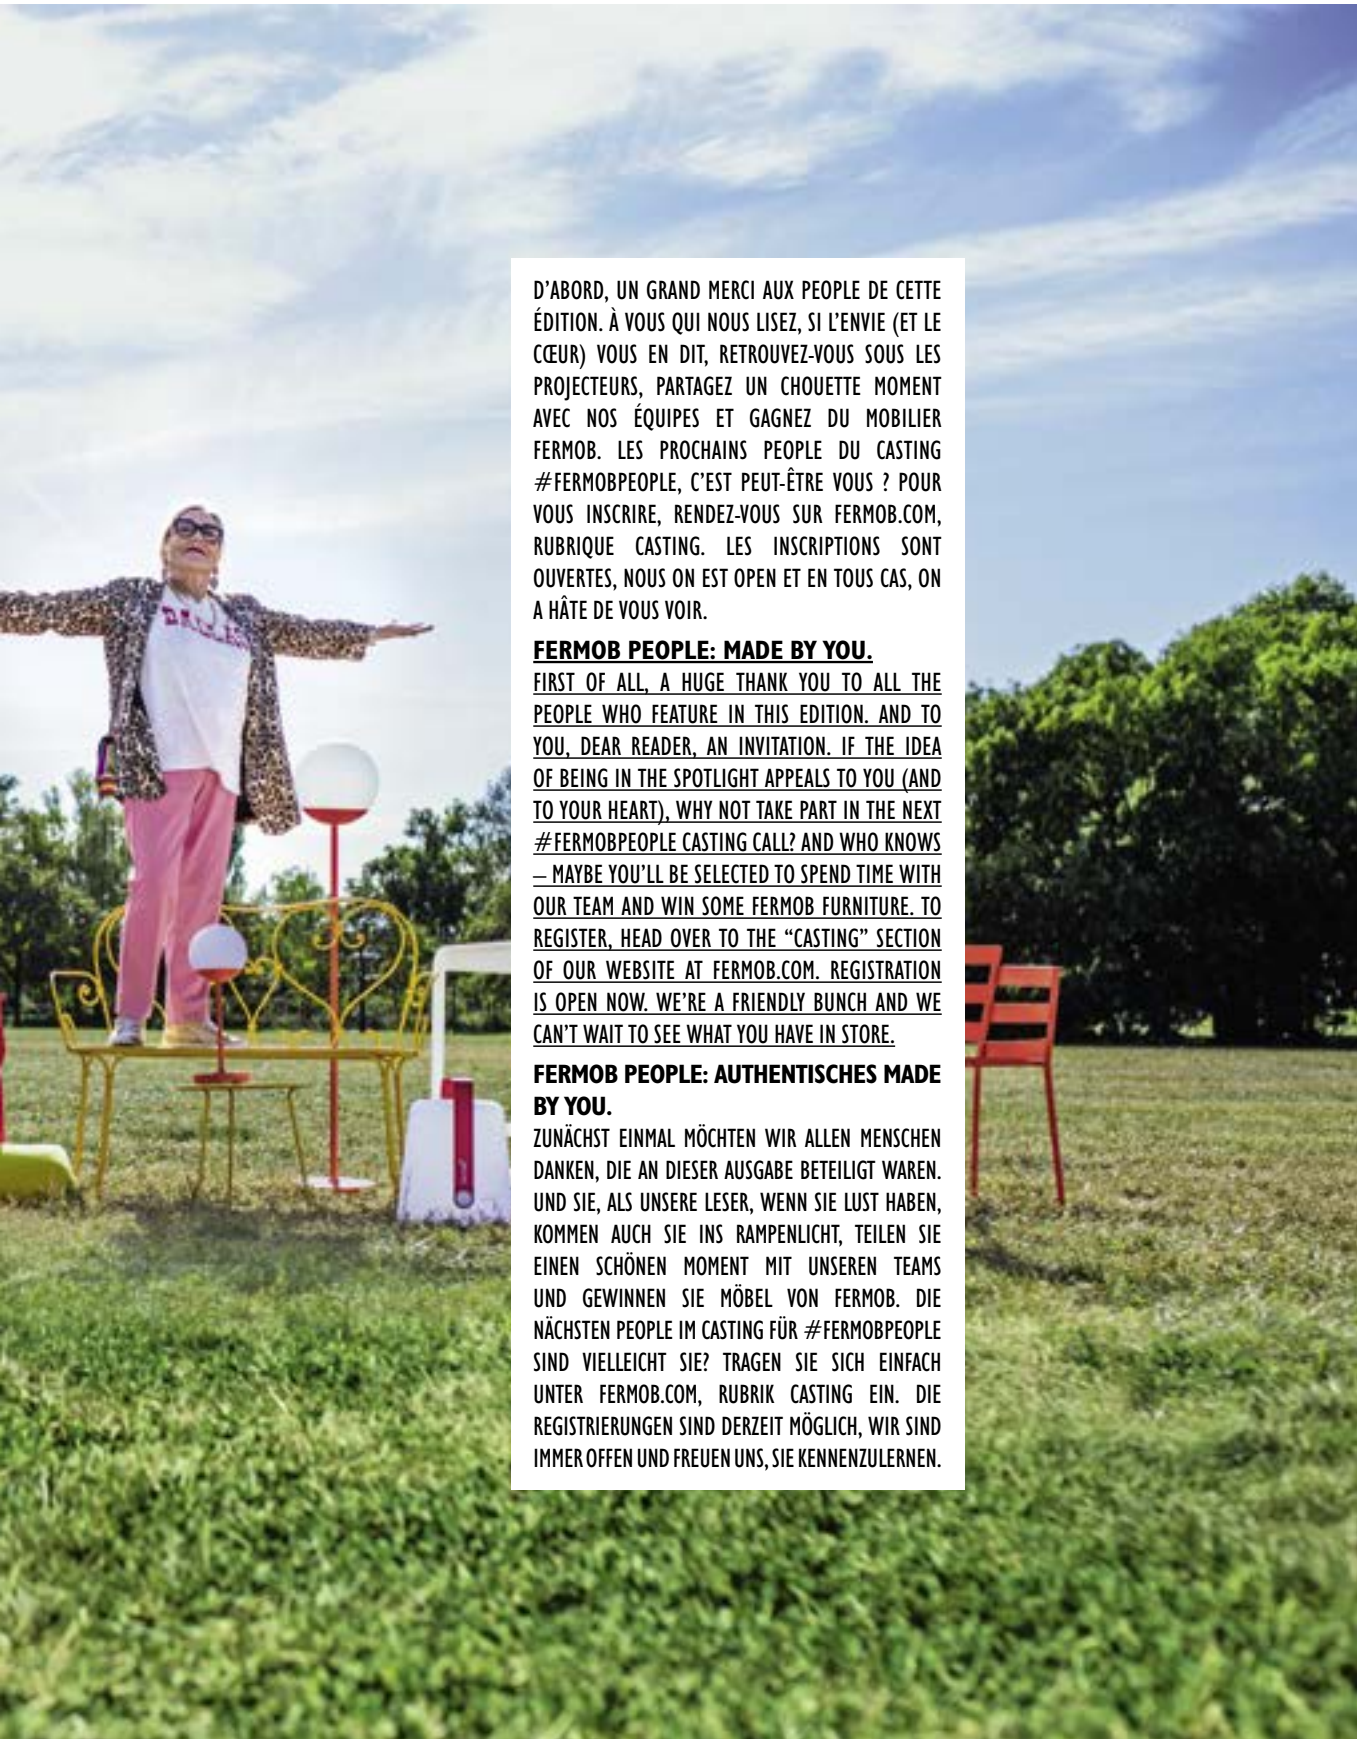 D'ABORD, UN GRAND MERCI AUX PEOPLE DE CETTE
ÉDITION. À VOUS QUI NOUS LISEZ, SI L'ENVIE (ET LE
CŒUR) VOUS EN DIT, RETROUVEZ-VOUS SOUS LES
PROJECTEURS, PARTAGEZ UN CHOUETTE MOMENT
AVEC NOS ÉQUIPES ET GAGNEZ DU MOBILIER
FERMOB. LES PROCHAINS PEOPLE DU CASTING
#FERMOBPEOPLE, C'EST PEUT-ÊTRE VOUS ? POUR
VOUS INSCRIRE, RENDEZ-VOUS SUR FERMOB.COM,
RUBRIQUE CASTING. LES INSCRIPTIONS SONT
OUVERTES, NOUS ON EST OPEN ET EN TOUS CAS, ON
A HÂTE DE VOUS VOIR.
FERMOB PEOPLE: MADE BY YOU.
FIRST OF ALL, A HUGE THANK YOU TO ALL THE
PEOPLE WHO FEATURE IN THIS EDITION. AND TO
YOU, DEAR READER, AN INVITATION. IF THE IDEA
OF BEING IN THE SPOTLIGHT APPEALS TO YOU (AND
TO YOUR HEART), WHY NOT TAKE PART IN THE NEXT
#FERMOBPEOPLE CASTING CALL? AND WHO KNOWS
– MAYBE YOU'LL BE SELECTED TO SPEND TIME WITH
OUR TEAM AND WIN SOME FERMOB FURNITURE. TO
REGISTER, HEAD OVER TO THE “CASTING” SECTION
OF OUR WEBSITE AT FERMOB.COM. REGISTRATION
IS OPEN NOW. WE'RE A FRIENDLY BUNCH AND WE
CAN'T WAIT TO SEE WHAT YOU HAVE IN STORE.
FERMOB PEOPLE: AUTHENTISCHES MADE
BY YOU.
ZUNÄCHST EINMAL MÖCHTEN WIR ALLEN MENSCHEN
DANKEN, DIE AN DIESER AUSGABE BETEILIGT WAREN.
UND SIE, ALS UNSERE LESER, WENN SIE LUST HABEN,
KOMMEN AUCH SIE INS RAMPENLICHT, TEILEN SIE
EINEN SCHÖNEN MOMENT MIT UNSEREN TEAMS
UND GEWINNEN SIE MÖBEL VON FERMOB. DIE
NÄCHSTEN PEOPLE IM CASTING FÜR #FERMOBPEOPLE
SIND VIELLEICHT SIE? TRAGEN SIE SICH EINFACH
UNTER FERMOB.COM, RUBRIK CASTING EIN. DIE
REGISTRIERUNGEN SIND DERZEIT MÖGLICH, WIR SIND
IMMER OFFEN UND FREUEN UNS, SIE KENNENZULERNEN.